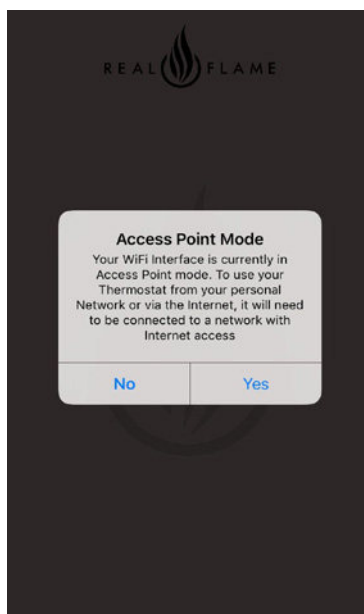 REAL FLAME
Access Point Mode
Your WiFi Interface is currently in
Access Point mode. To use your
Thermostat from your personal
Network or via the Internet, it will need
to be connected to a network with
Internet access
No Yes